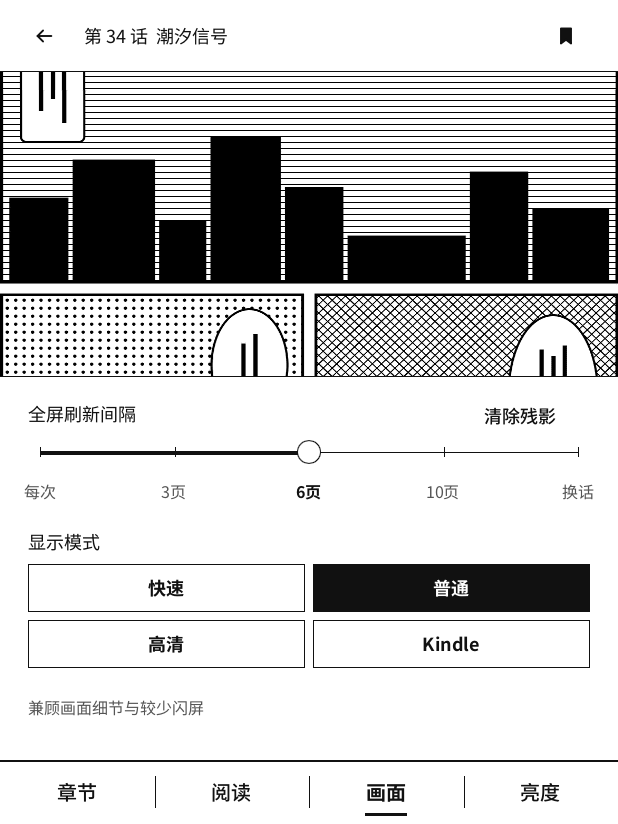 第 34 话 潮汐信号
全屏刷新间隔 清除残影
每次 3页 6页 10页 换话
显示模式
快速 普通
高清 Kindle
兼顾画面细节与较少闪屏
章节 阅读 画面 亮度